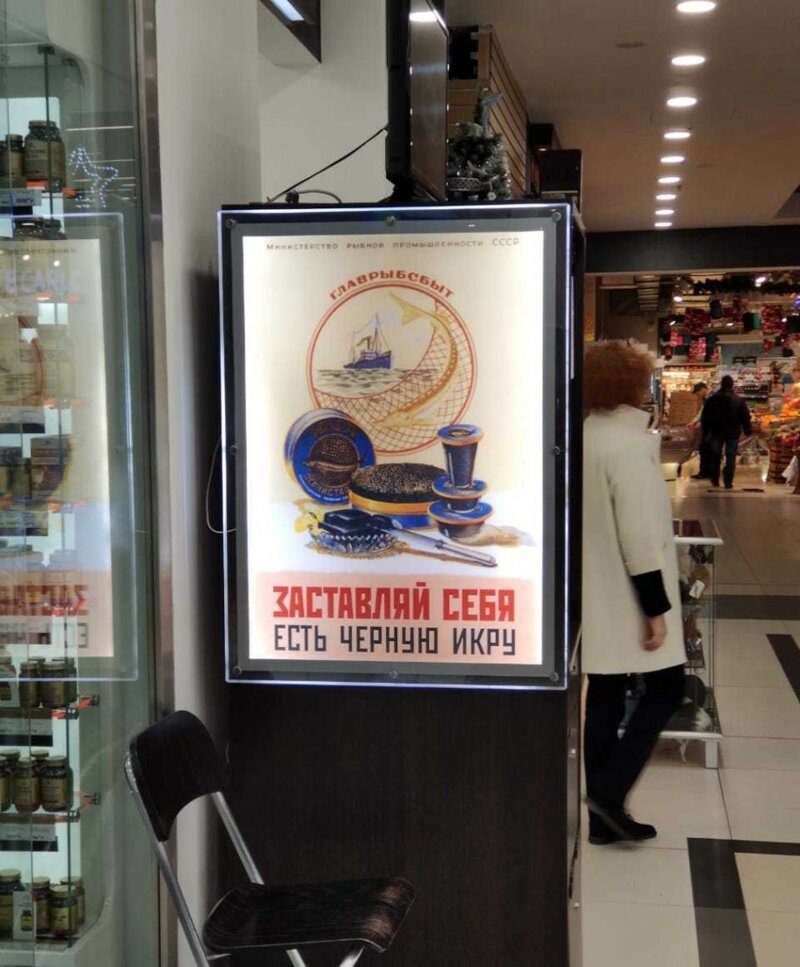 Министерство рыбной промышленности СССР
ГЛАВРЫБСБЫТ
ЗАСТАВЛЯЙ СЕБЯ
ЕСТЬ ЧЕРНУЮ ИКРУ